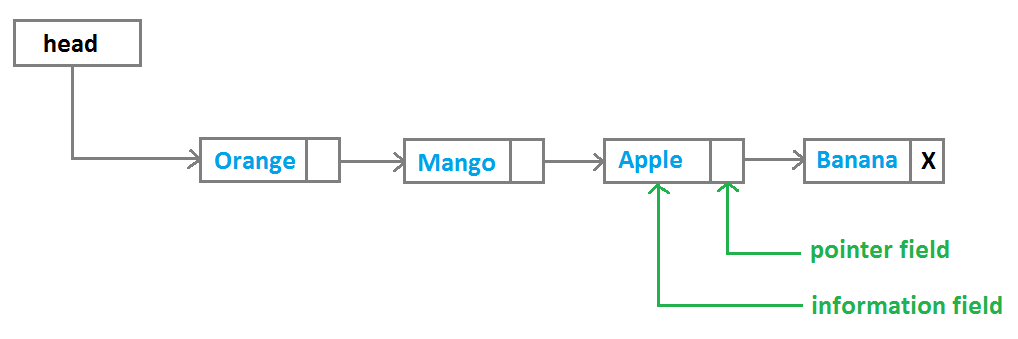 head
Orange
Mango
Apple
Banana
X
pointer field
information field